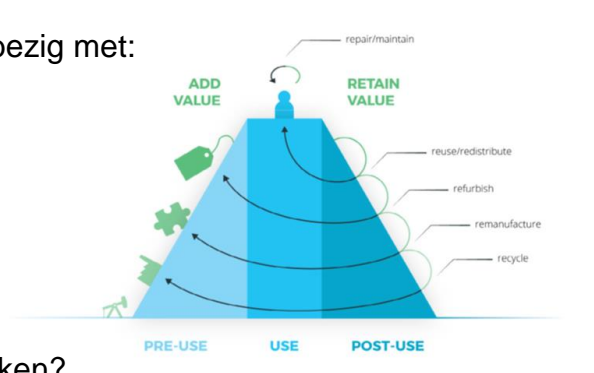 bezig met:
repair/maintain
ADD
VALUE
RETAIN
VALUE
reuse/redistribute
refurbish
remanufacture
recycle
PRE-USE
USE
POST-USE
ken?